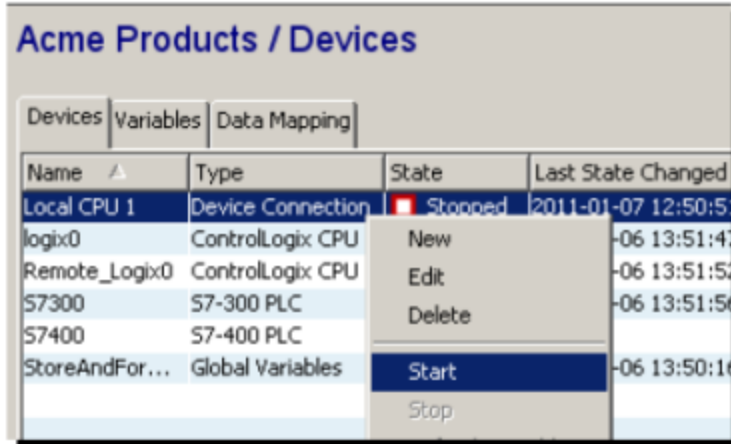 Acme Products / Devices
Devices Variables Data Mapping
Name Type State Last State Changed
Local CPU 1 Device Connection Stopped 2011-01-07 12:50:51
logix0 ControlLogix CPU New -06 13:51:47
Remote_Logix0 ControlLogix CPU Edit -06 13:51:52
S7300 S7-300 PLC Delete -06 13:51:56
S7400 S7-400 PLC
StoreAndFor... Global Variables Start -06 13:50:16
Stop